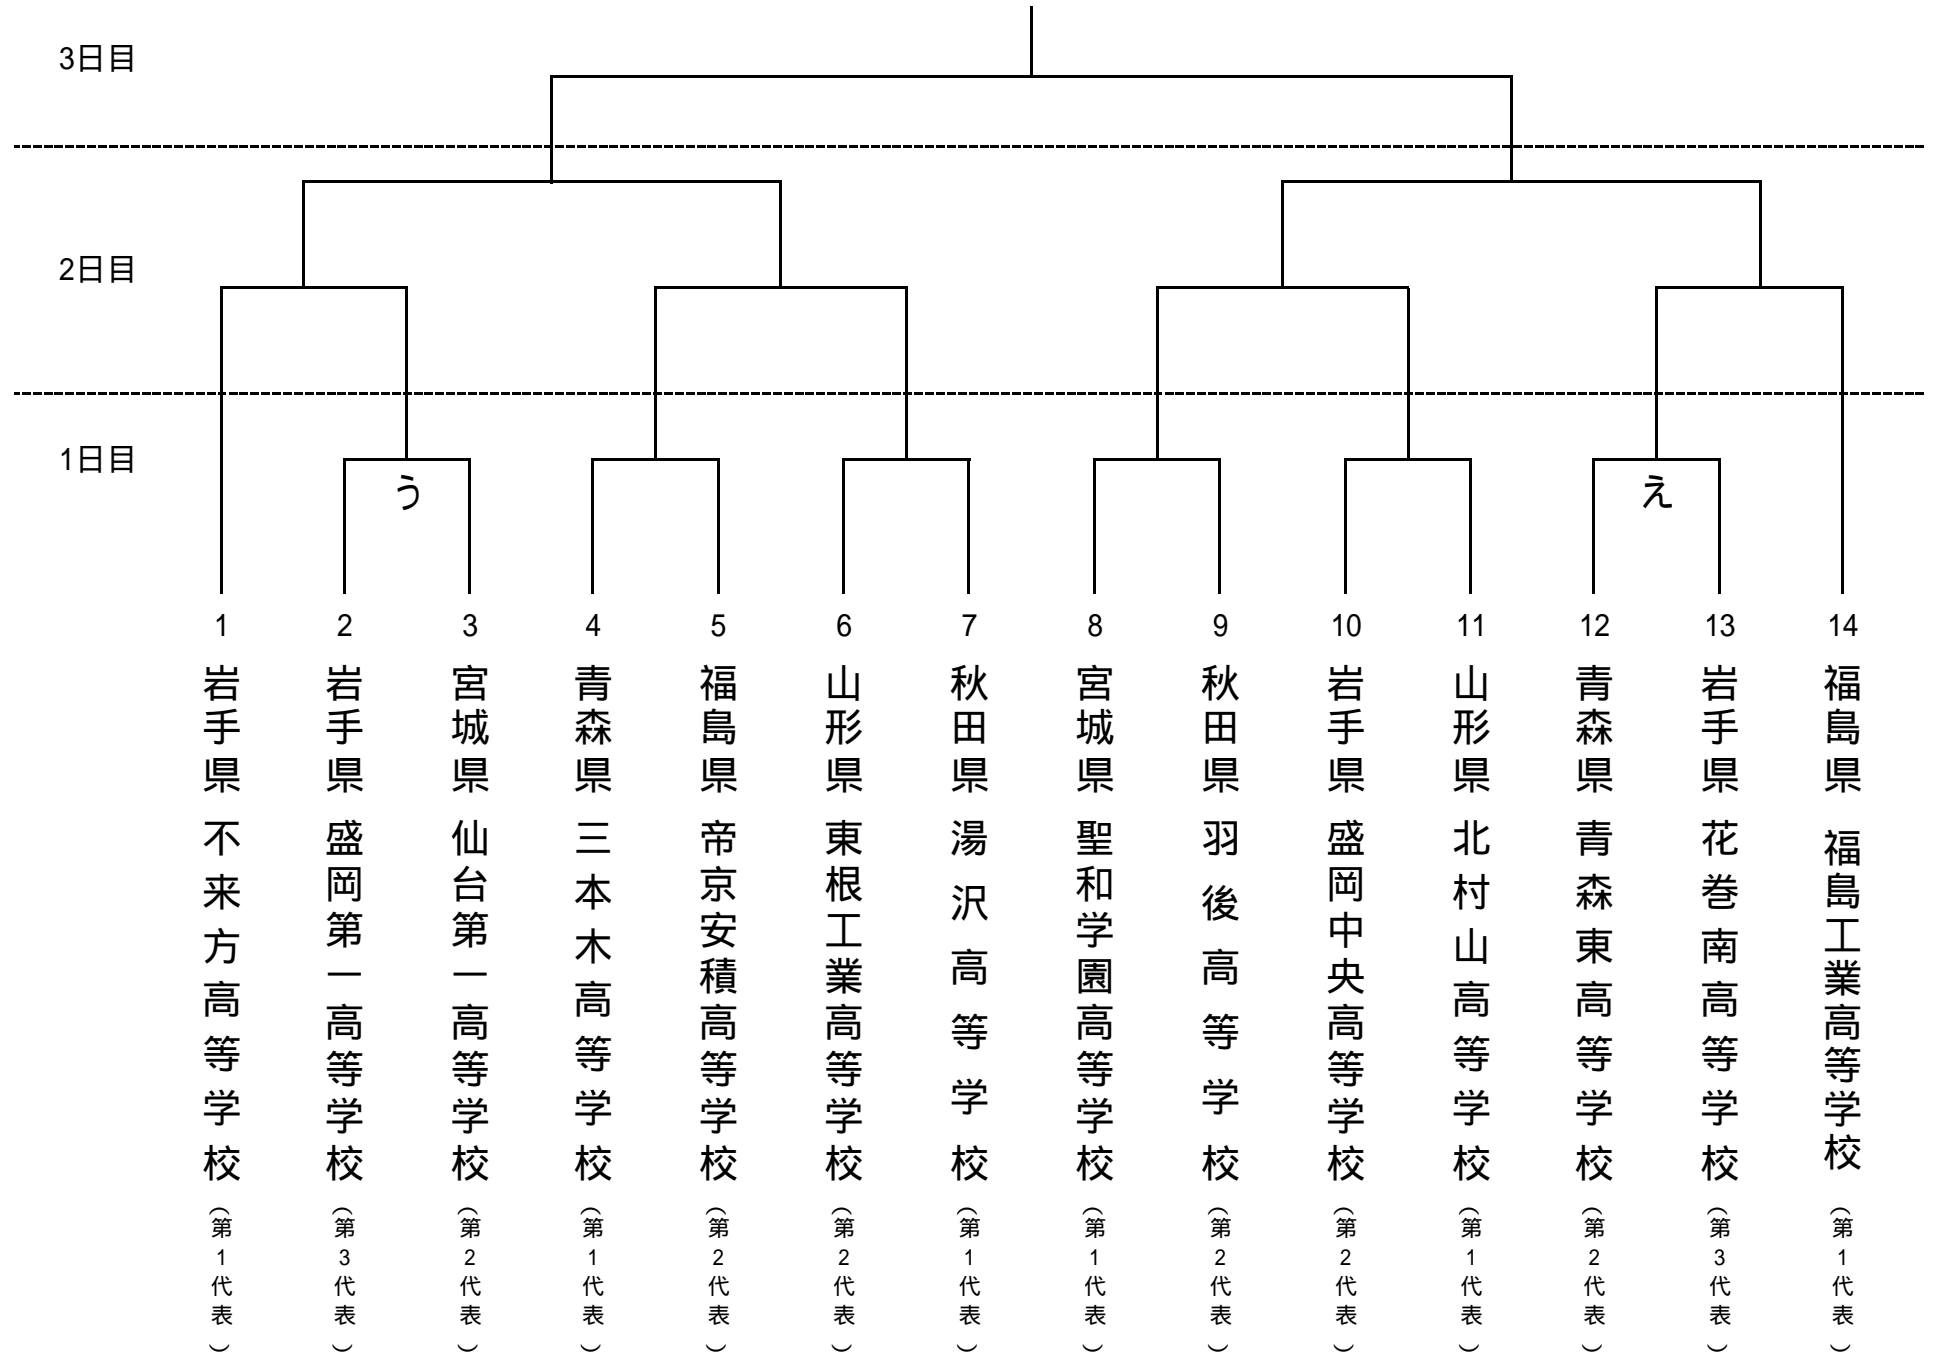 3日目
2日目
1日目
う
え
1
2
3
4
5
6
7
8
9
10
11
12
13
14
岩手県 不来方高等学校（第1代表）
岩手県 盛岡第一高等学校（第3代表）
宮城県 仙台第一高等学校（第2代表）
青森県 三本木高等学校（第1代表）
福島県 帝京安積高等学校（第2代表）
山形県 東根工業高等学校（第2代表）
秋田県 湯沢高等学校（第1代表）
宮城県 聖和学園高等学校（第1代表）
秋田県 羽後高等学校（第2代表）
岩手県 盛岡中央高等学校（第2代表）
山形県 北村山高等学校（第1代表）
青森県 青森東高等学校（第2代表）
岩手県 花巻南高等学校（第3代表）
福島県 福島工業高等学校（第1代表）